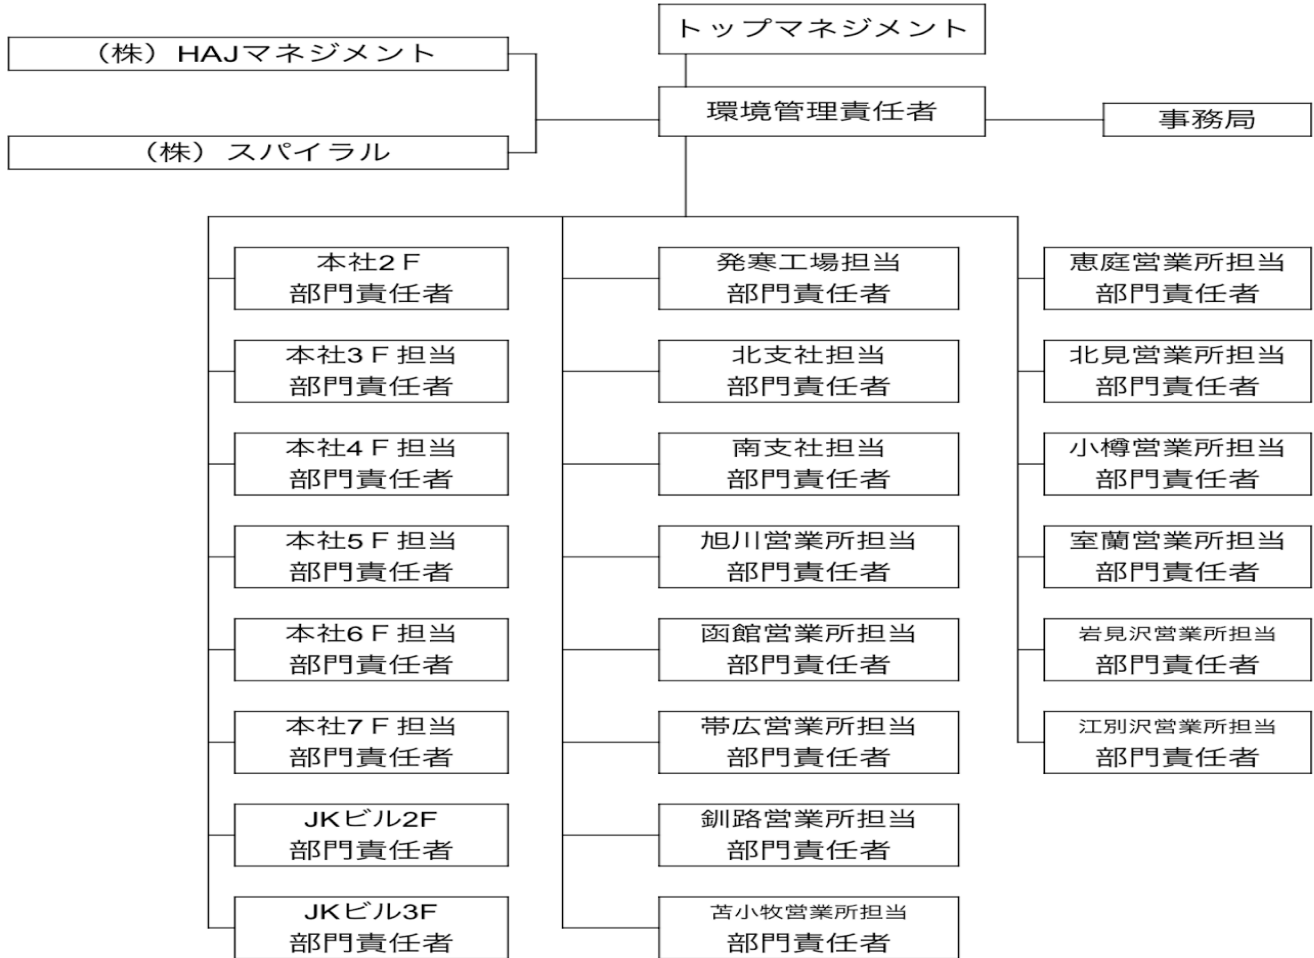 トップマネジメント
（株）HAJマネジメント
環境管理責任者
事務局
（株）スパイラル
本社2Ｆ
部門責任者
本社3Ｆ担当
部門責任者
本社4Ｆ担当
部門責任者
本社5Ｆ担当
部門責任者
本社6Ｆ担当
部門責任者
本社7Ｆ担当
部門責任者
JKビル2F
部門責任者
JKビル3F
部門責任者
発寒工場担当
部門責任者
北支社担当
部門責任者
南支社担当
部門責任者
旭川営業所担当
部門責任者
函館営業所担当
部門責任者
帯広営業所担当
部門責任者
釧路営業所担当
部門責任者
苫小牧営業所担当
部門責任者
恵庭営業所担当
部門責任者
北見営業所担当
部門責任者
小樽営業所担当
部門責任者
室蘭営業所担当
部門責任者
岩見沢営業所担当
部門責任者
江別沢営業所担当
部門責任者